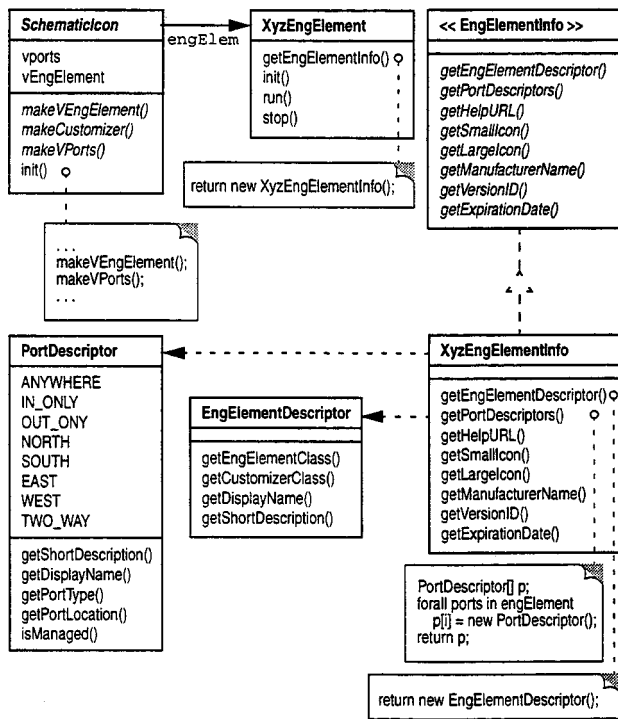 SchematicIcon
vports
vEngElement
makeVEngElement()
makeCustomizer()
makeVPorts()
init()
engElem
XyzEngElement
getEngElementInfo()
init()
run()
stop()
<< EngElementInfo >>
getEngElementDescriptor()
getPortDescriptors()
getHelpURL()
getSmallIcon()
getLargeIcon()
getManufacturerName()
getVersionID()
getExpirationDate()
return new XyzEngElementInfo();
. . .
makeVEngElement();
makeVPorts();
. . .
PortDescriptor
ANYWHERE
IN_ONLY
OUT_ONY
NORTH
SOUTH
EAST
WEST
TWO_WAY
getShortDescription()
getDisplayName()
getPortType()
getPortLocation()
isManaged()
EngElementDescriptor
getEngElementClass()
getCustomizerClass()
getDisplayName()
getShortDescription()
XyzEngElementInfo
getEngElementDescriptor()
getPortDescriptors()
getHelpURL()
getSmallIcon()
getLargeIcon()
getManufacturerName()
getVersionID()
getExpirationDate()
PortDescriptor[] p;
forall ports in engElement
p[i] = new PortDescriptor();
return p;
return new EngElementDescriptor();